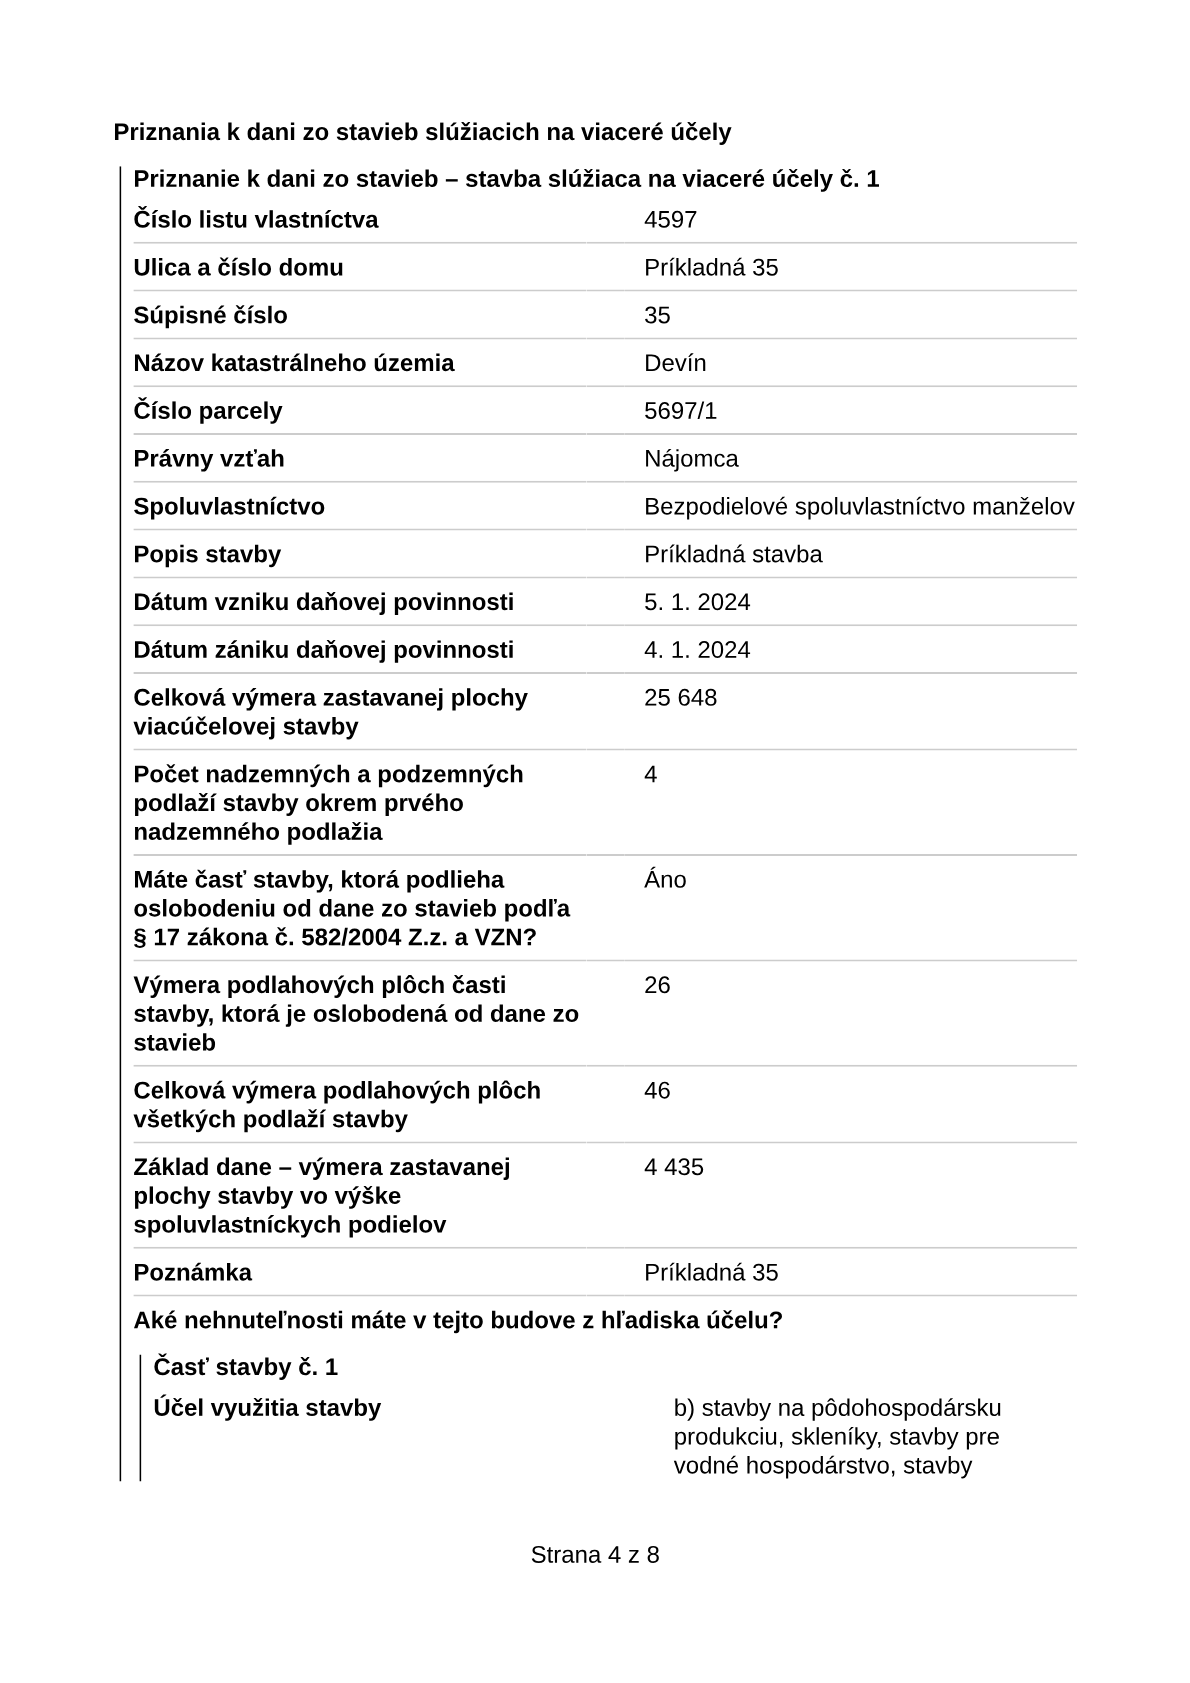 Priznania k dani zo stavieb slúžiacich na viaceré účely
Priznanie k dani zo stavieb – stavba slúžiaca na viaceré účely č. 1
Číslo listu vlastníctva 4597
Ulica a číslo domu Príkladná 35
Súpisné číslo 35
Názov katastrálneho územia Devín
Číslo parcely 5697/1
Právny vzťah Nájomca
Spoluvlastníctvo Bezpodielové spoluvlastníctvo manželov
Popis stavby Príkladná stavba
Dátum vzniku daňovej povinnosti 5. 1. 2024
Dátum zániku daňovej povinnosti 4. 1. 2024
Celková výmera zastavanej plochy 25 648
viacúčelovej stavby
Počet nadzemných a podzemných 4
podlaží stavby okrem prvého
nadzemného podlažia
Máte časť stavby, ktorá podlieha Áno
oslobodeniu od dane zo stavieb podľa
§ 17 zákona č. 582/2004 Z.z. a VZN?
Výmera podlahových plôch časti 26
stavby, ktorá je oslobodená od dane zo
stavieb
Celková výmera podlahových plôch 46
všetkých podlaží stavby
Základ dane – výmera zastavanej 4 435
plochy stavby vo výške
spoluvlastníckych podielov
Poznámka Príkladná 35
Aké nehnuteľnosti máte v tejto budove z hľadiska účelu?
Časť stavby č. 1
Účel využitia stavby b) stavby na pôdohospodársku
produkciu, skleníky, stavby pre
vodné hospodárstvo, stavby
Strana 4 z 8